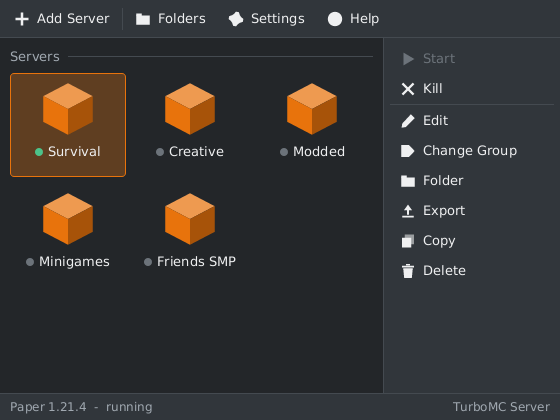 Add Server
Folders
Settings
Help
Servers
Survival
Creative
Modded
Minigames
Friends SMP
Start
Kill
Edit
Change Group
Folder
Export
Copy
Delete
Paper 1.21.4 - running
TurboMC Server